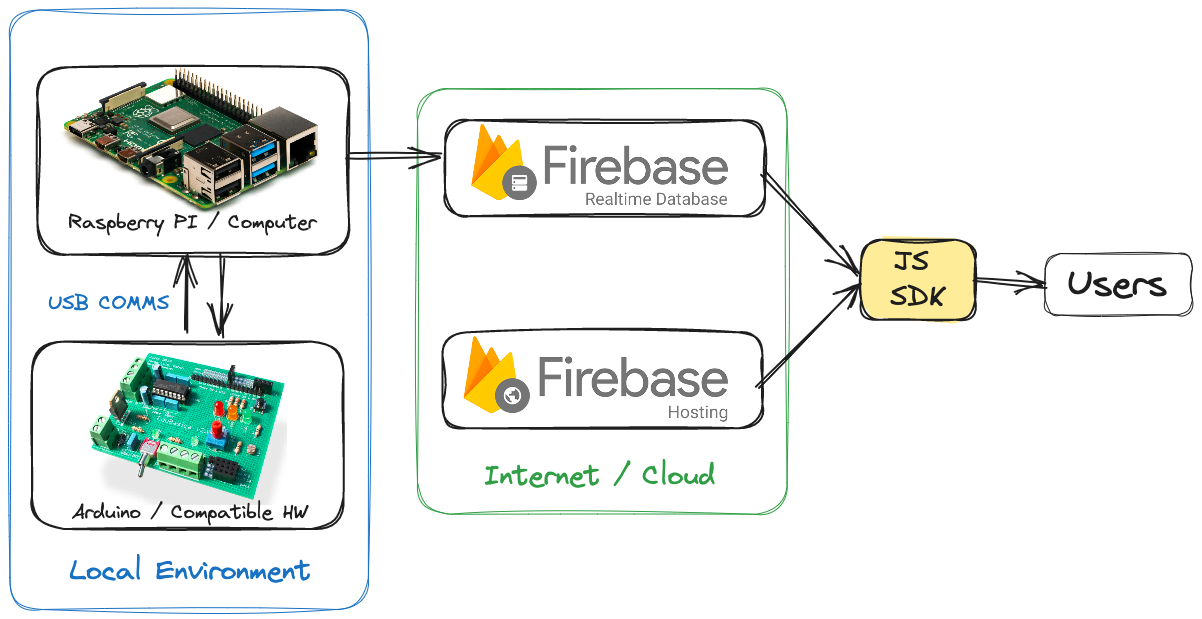 Raspberry PI / Computer
USB COMMS
Arduino / Compatible HW
Local Environment
Firebase
Realtime Database
Firebase
Hosting
Internet / Cloud
JS
SDK
Users